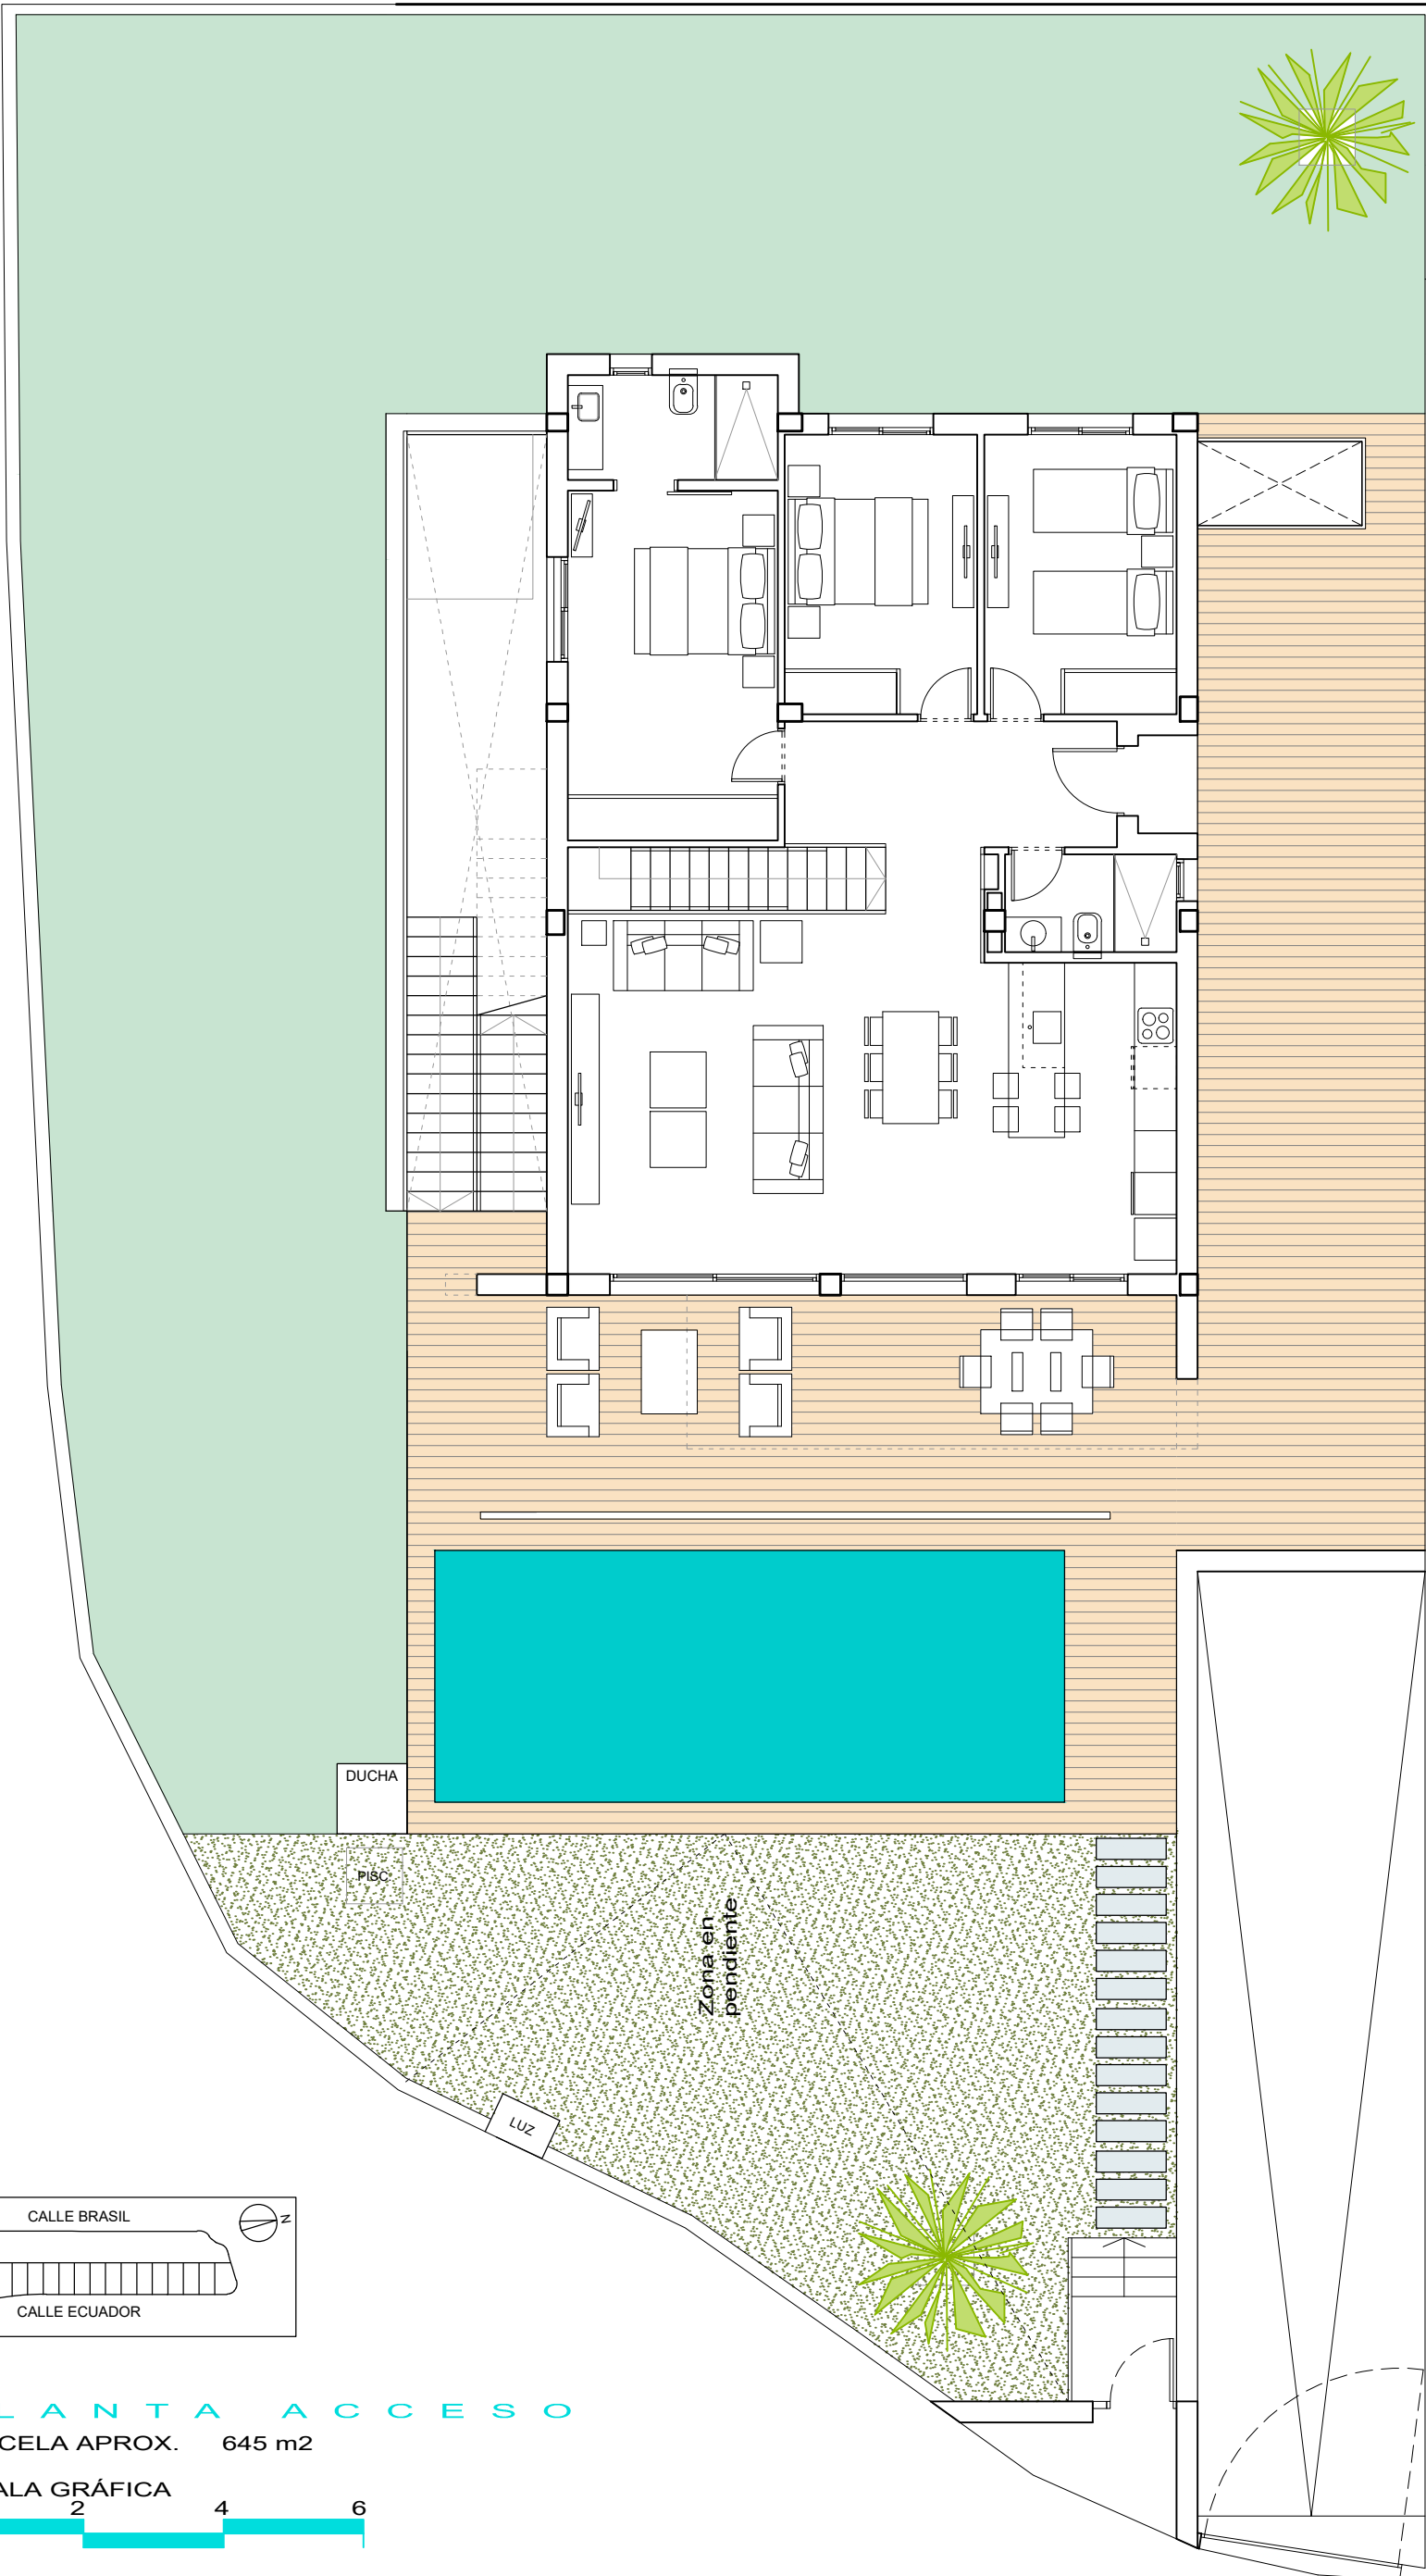 DUCHA
PISC.
Zona en
pendiente
LUZ
CALLE BRASIL
N
CALLE ECUADOR
LANTA ACCESO
CELA APROX. 645 m2
ALA GRÁFICA
2 4 6